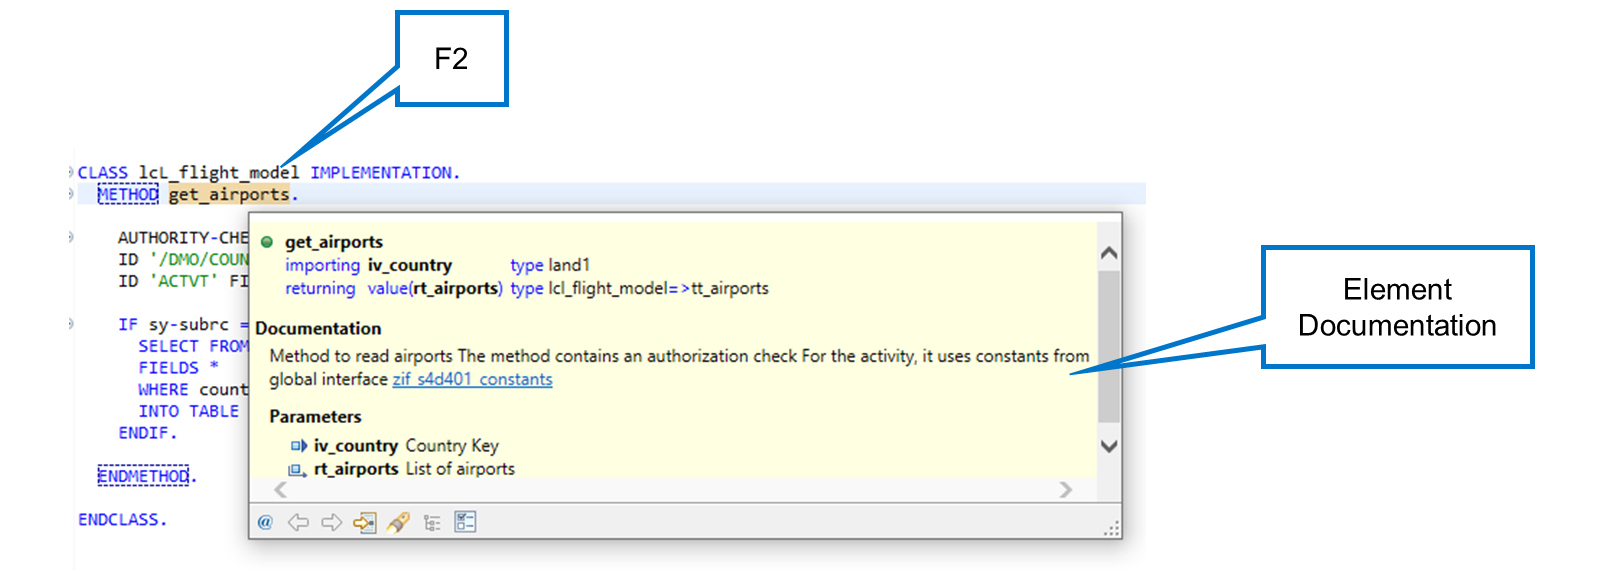 F2
CLASS lcL_flight_model IMPLEMENTATION.
METHOD get_airports.
get_airports
importing iv_country type land1
returning value(rt_airports) type lcl_flight_model=>tt_airports
Documentation
Method to read airports The method contains an authorization check For the activity, it uses constants from
global interface zif_s4d401_constants
Parameters
iv_country Country Key
rt_airports List of airports
AUTHORITY-CHE
ID '/DMO/COUN
ID 'ACTVT' FI
IF sy-subrc =
SELECT FROM
FIELDS *
WHERE count
INTO TABLE
ENDIF.
ENDMETHOD.
ENDCLASS.
@
Element
Documentation